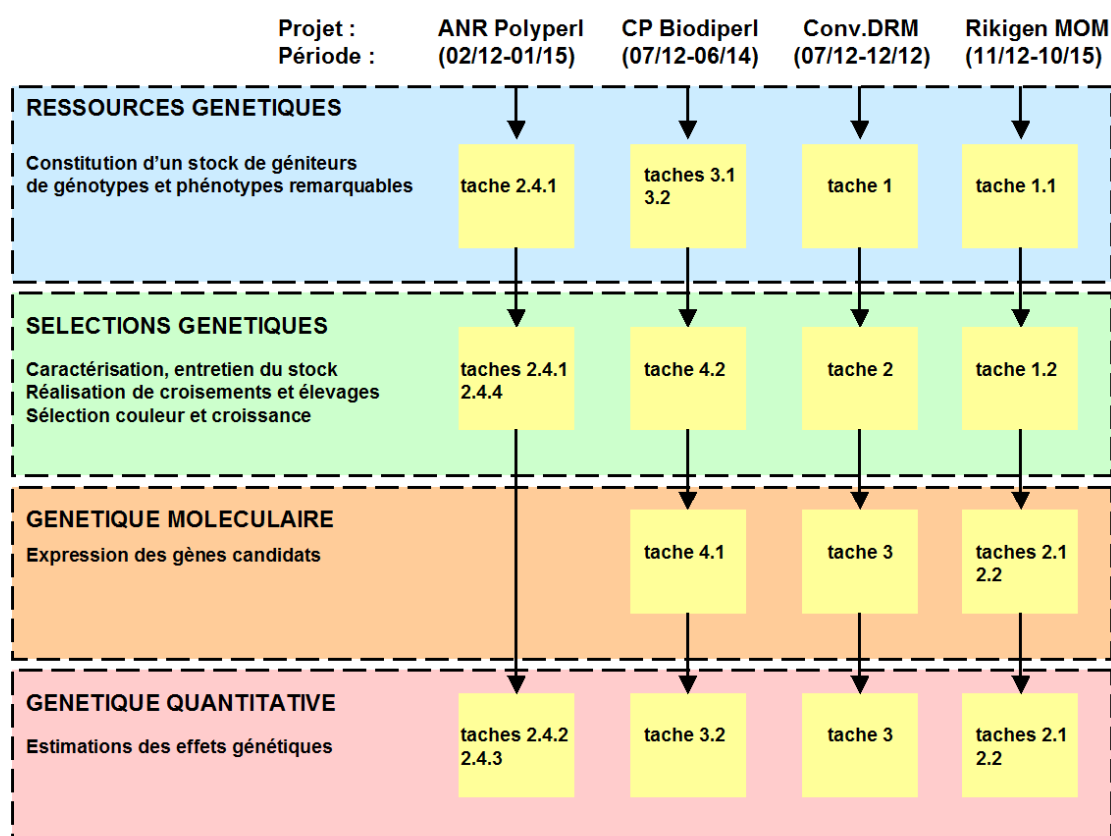 Projet : ANR Polyperl CP Biodiperl Conv.DRM Rikigen MOM
Période : (02/12-01/15) (07/12-06/14) (07/12-12/12) (11/12-10/15)
RESSOURCES GENETIQUES
Constitution d'un stock de géniteurs
de génotypes et phénotypes remarquables
tache 2.4.1
taches 3.1
3.2
tache 1
tache 1.1
SELECTIONS GENETIQUES
Caractérisation, entretien du stock
Réalisation de croisements et élevages
Sélection couleur et croissance
taches 2.4.1
2.4.4
tache 4.2
tache 2
tache 1.2
GENETIQUE MOLECULAIRE
Expression des gènes candidats
tache 4.1
tache 3
taches 2.1
2.2
GENETIQUE QUANTITATIVE
Estimations des effets génétiques
taches 2.4.2
2.4.3
tache 3.2
tache 3
taches 2.1
2.2